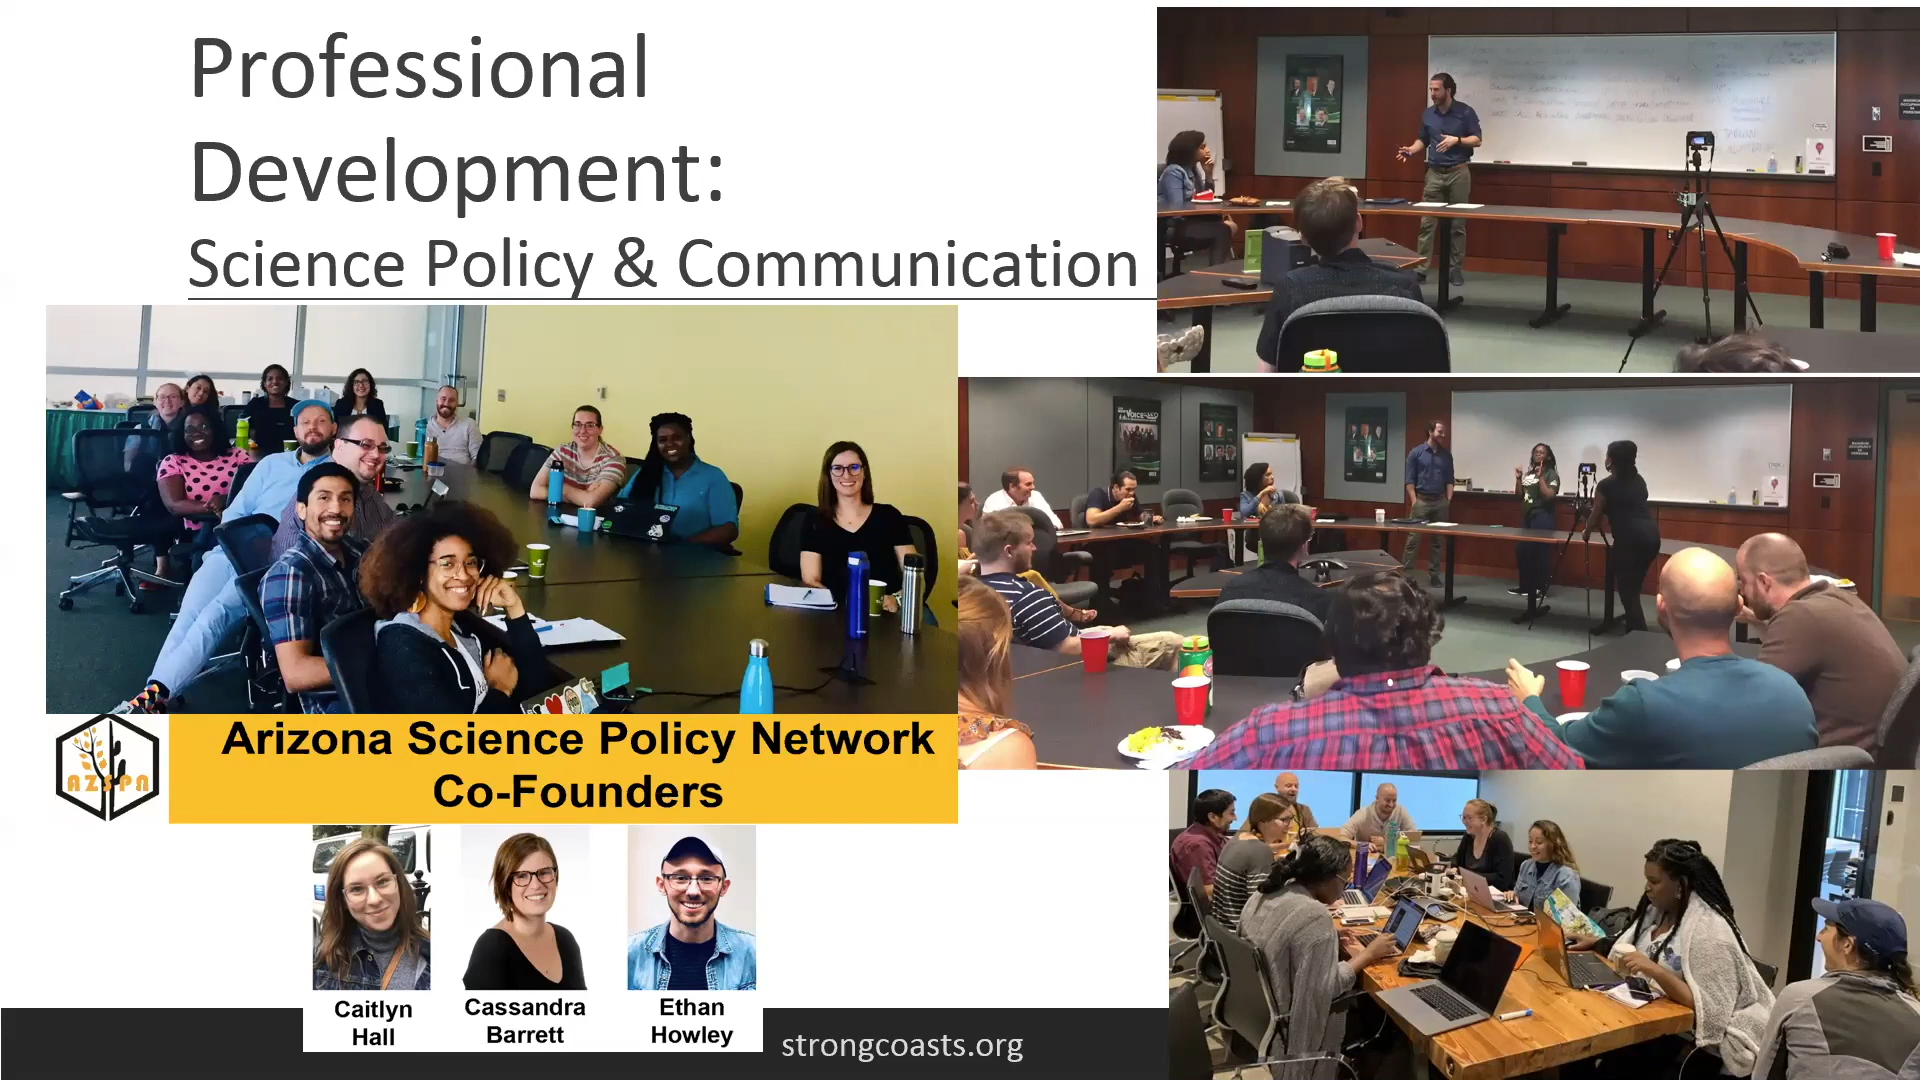 Professional
Development:
Science Policy & Communication
Arizona Science Policy Network
Co-Founders
AZSPN
Caitlyn
Hall
Cassandra
Barrett
Ethan
Howley
strongcoasts.org